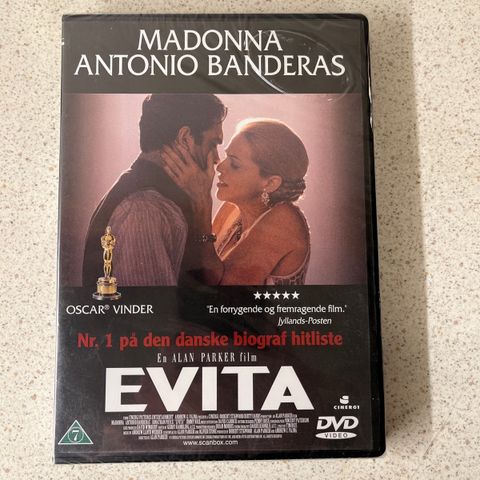 MADONNA
ANTONIO BANDERAS
OSCAR® VINDER
★★★★★
"En forrygende og fremragende film."
Jyllands-Posten
Nr. 1 på den danske biograf hitliste
En ALAN PARKER film
EVITA
CINERGI
7
DVD
VIDEO
www.scanbox.com